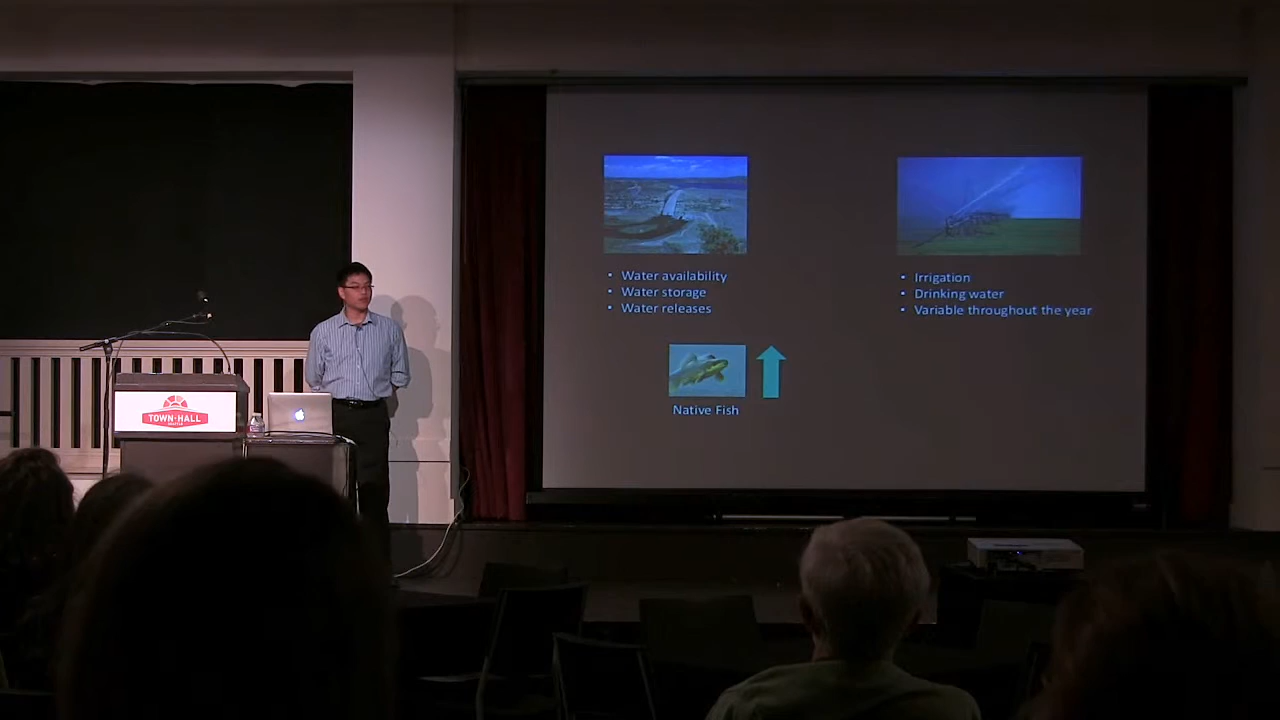 TOWN HALL
• Water availability
• Water storage
• Water releases
• Irrigation
• Drinking water
• Variable throughout the year
Native Fish